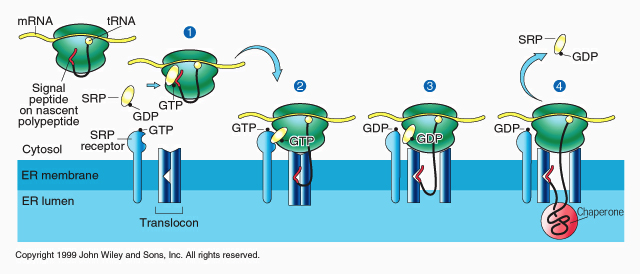 mRNA
tRNA
1
Signal
peptide
on nascent
polypeptide
SRP
GDP
GTP
SRP
receptor
GTP
Cytosol
ER membrane
ER lumen
Translocon
2
GTP
GTP
3
GDP
GDP
SRP
GDP
4
GDP
Chaperone
Copyright 1999 John Wiley and Sons, Inc. All rights reserved.